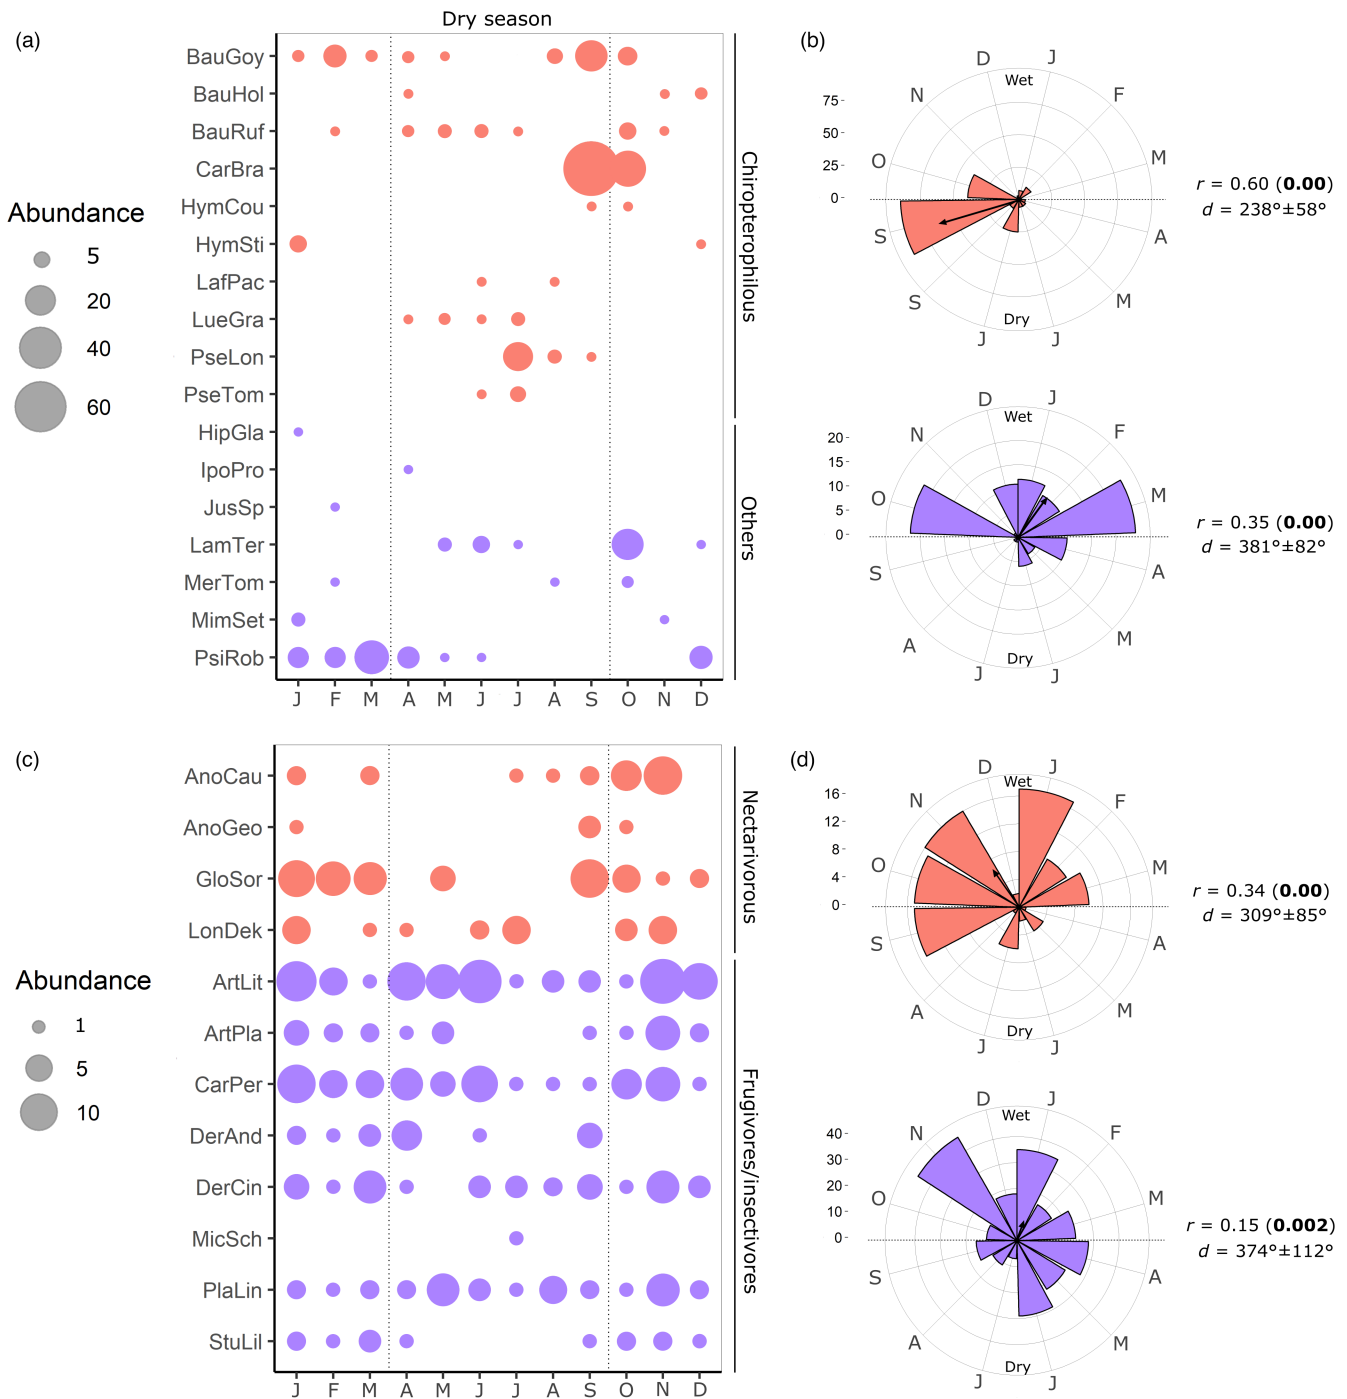 (a)
Dry season
Abundance
5
20
40
60
BauGoy
BauHol
BauRuf
CarBra
HymCou
HymSti
LafPac
LueGra
PseLon
PseTom
HipGla
IpoPro
JusSp
LamTer
MerTom
MimSet
PsiRob
J F M A M J J A S O N D
Chiropterophilous
Others
(b)
75
50
25
0
D J
N F
O M
S A
S M
J J
Wet
Dry
r = 0.60 (0.00)
d = 238°±58°
20
15
10
5
0
D J
N F
O M
S A
A M
J J
Wet
Dry
r = 0.35 (0.00)
d = 381°±82°
(c)
Abundance
1
5
10
AnoCau
AnoGeo
GloSor
LonDek
ArtLit
ArtPla
CarPer
DerAnd
DerCin
MicSch
PlaLin
StuLil
J F M A M J J A S O N D
Nectarivorous
Frugivores/insectivores
(d)
16
12
8
4
0
D J
N F
O M
S A
A M
J J
Wet
Dry
r = 0.34 (0.00)
d = 309°±85°
40
30
20
10
0
D J
N F
O M
S A
A M
J J
Wet
Dry
r = 0.15 (0.002)
d = 374°±112°